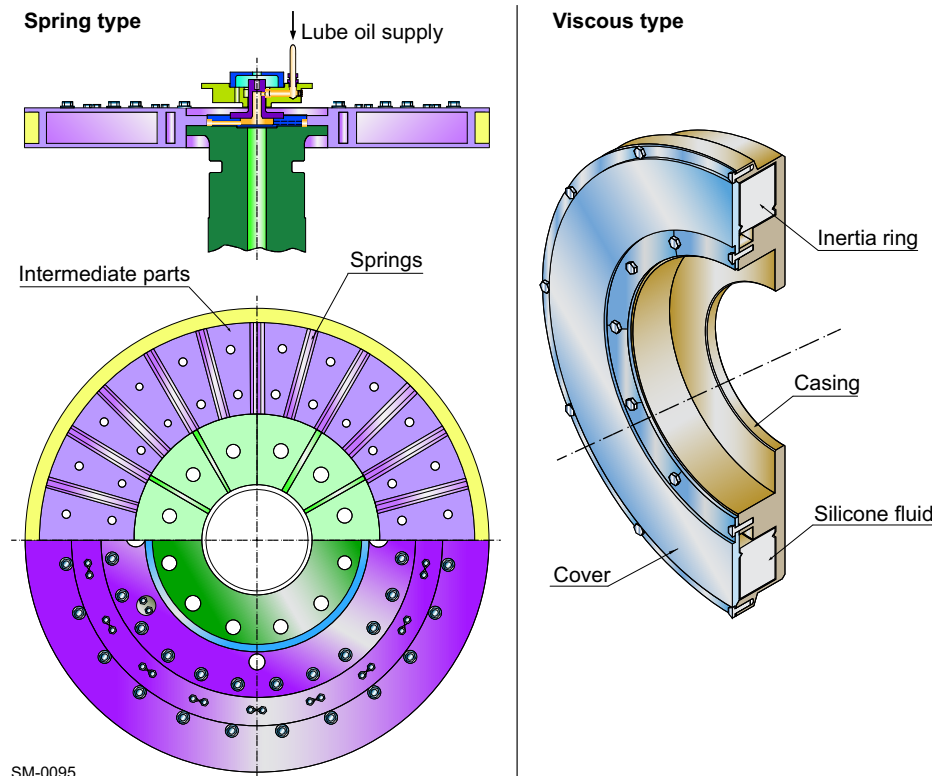 Spring type
Lube oil supply
Intermediate parts
Springs
SM-0095
Viscous type
Inertia ring
Casing
Silicone fluid
Cover